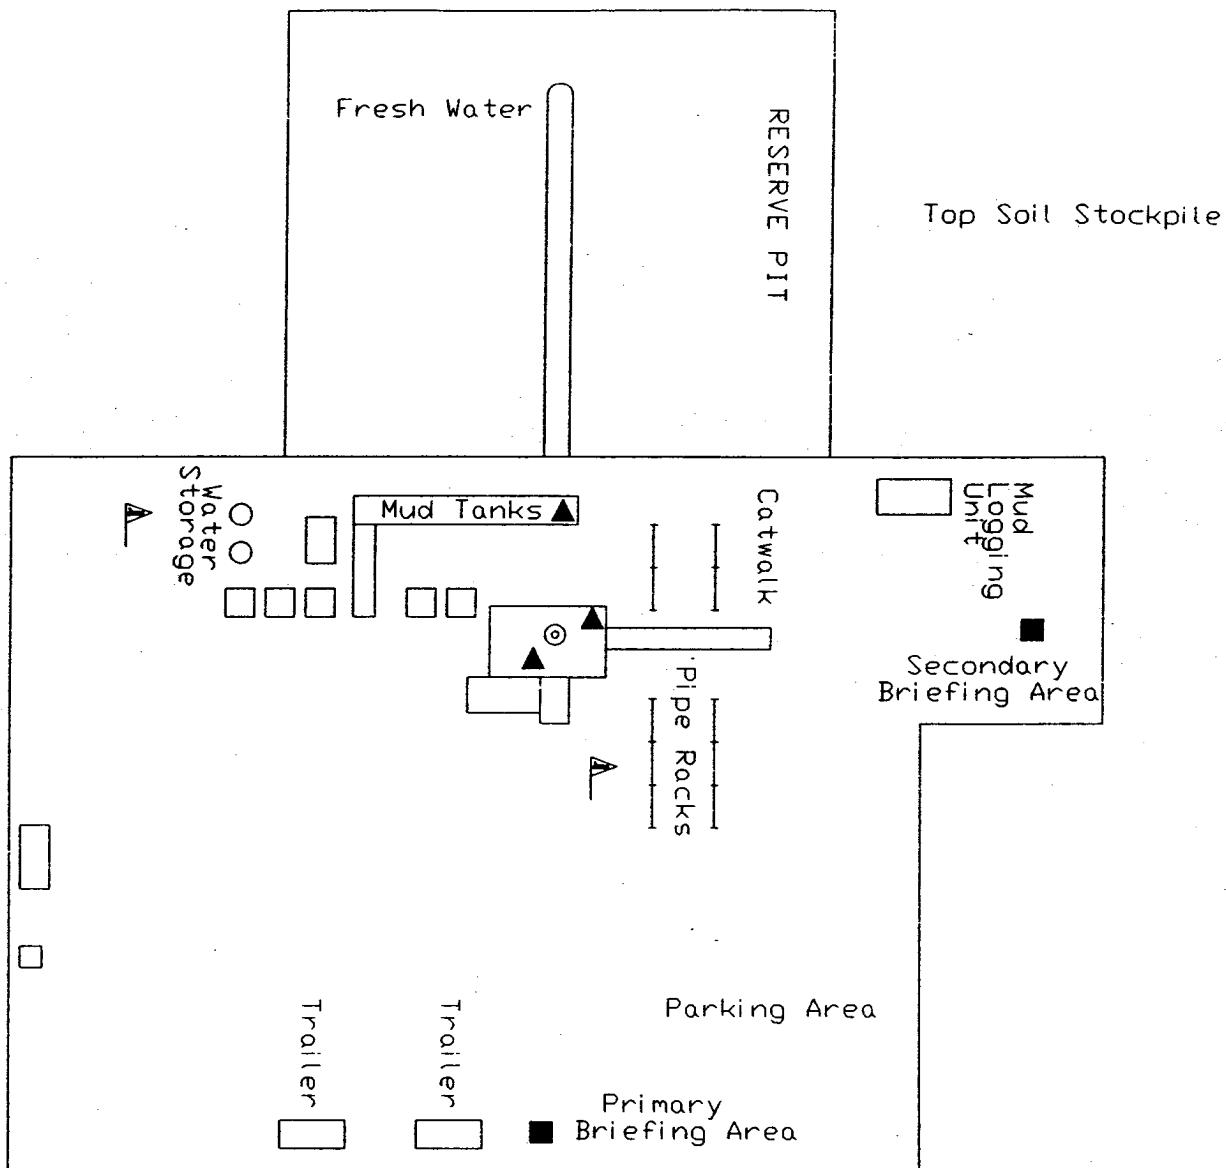 Fresh Water
RESERVE PIT
Top Soil Stockpile
Water
Storage
Mud Tanks
Catwalk
Mud
Logging
Unit
Secondary
Briefing Area
Pipe Racks
Parking Area
Trailer
Trailer
Primary
Briefing Area